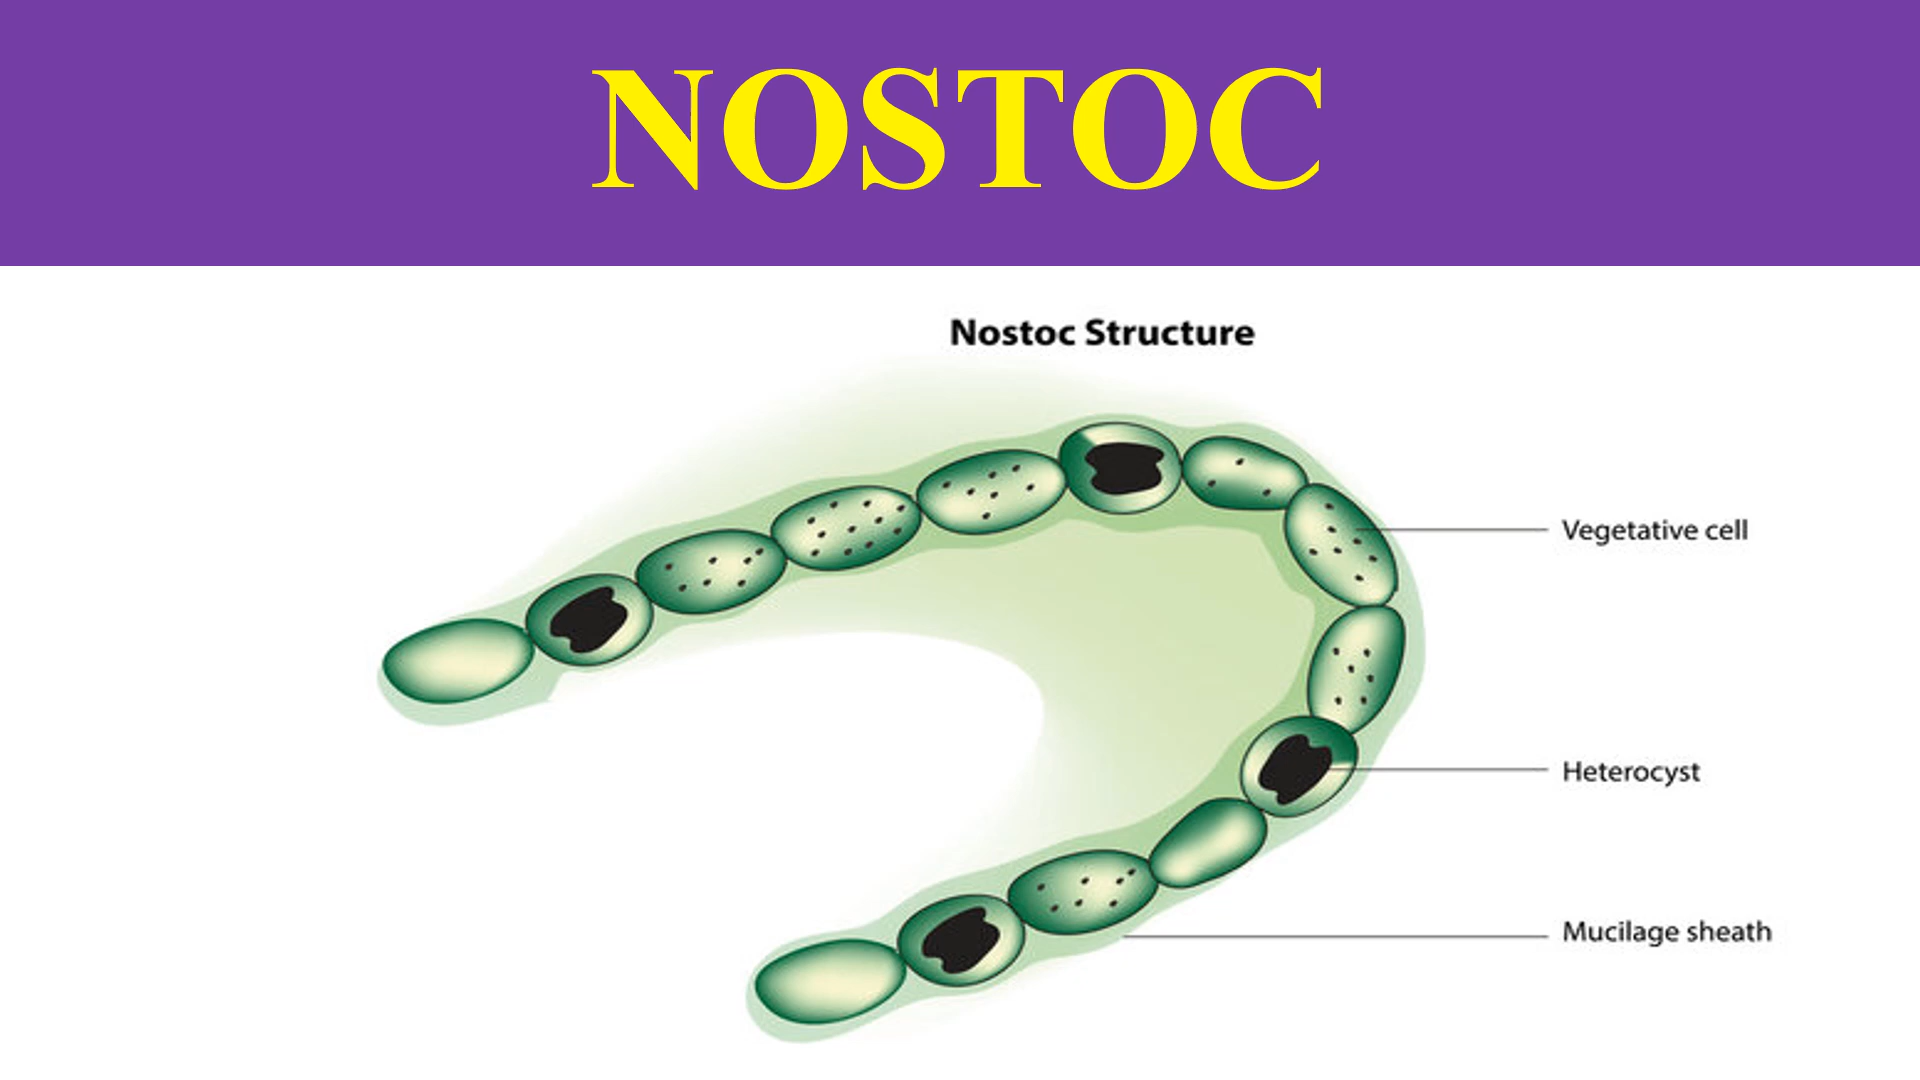 NOSTOC
Nostoc Structure
Vegetative cell
Heterocyst
Mucilage sheath